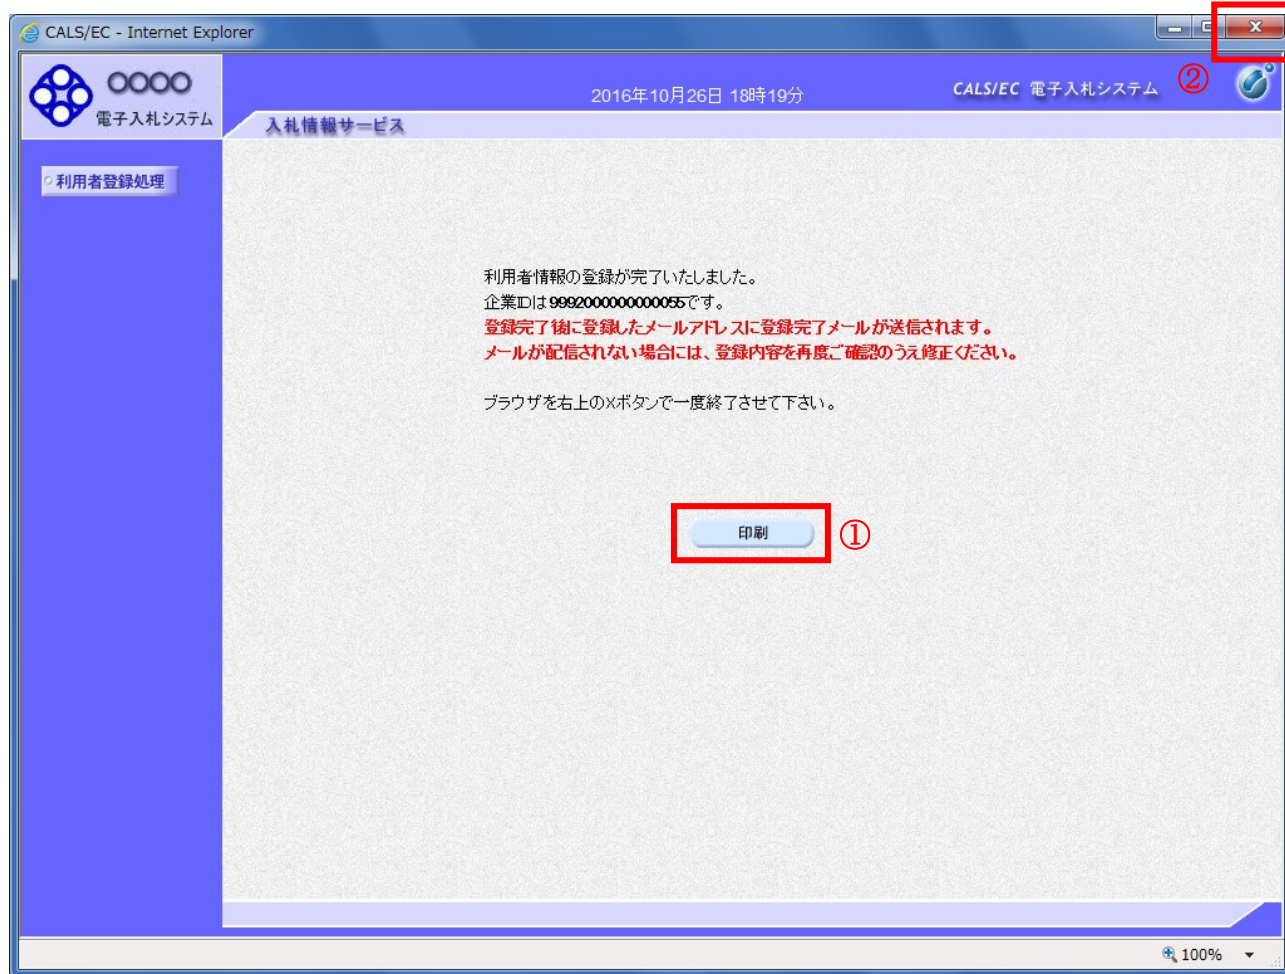 CALS/EC - Internet Explorer
②
〇〇〇〇
電子入札システム
2016年10月26日 18時19分
CALS/EC 電子入札システム
入札情報サービス
利用者登録処理
利用者情報の登録が完了いたしました。
企業IDは9992000000000055です。
登録完了後に登録したメールアドレスに登録完了メールが送信されます。
メールが配信されない場合には、登録内容を再度ご確認のうえ修正ください。
ブラウザを右上の×ボタンで一度終了させて下さい。
印刷
①
100%